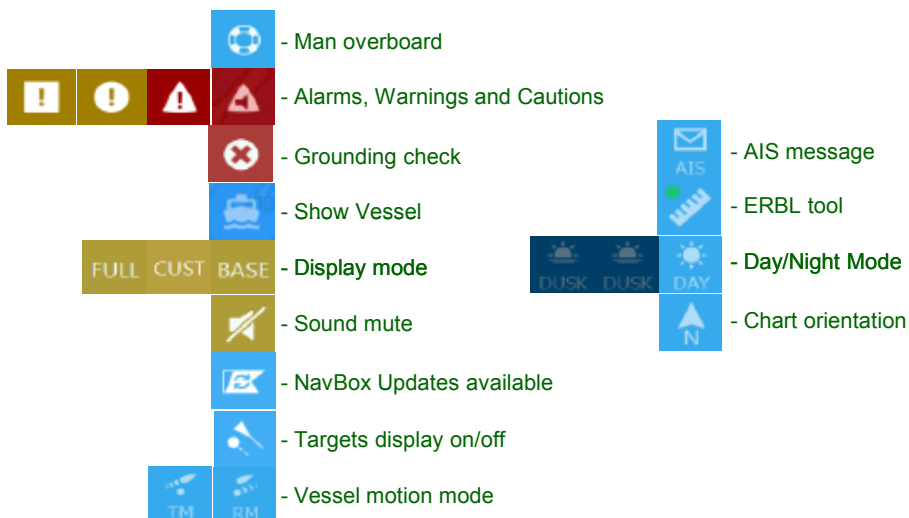 - Man overboard
! ! ! - Alarms, Warnings and Cautions
- Grounding check
- Show Vessel
FULL CUST BASE - Display mode
- Sound mute
- NavBox Updates available
- Targets display on/off
TM RM - Vessel motion mode
AIS - AIS message
- ERBL tool
DUSK DUSK DAY - Day/Night Mode
N - Chart orientation